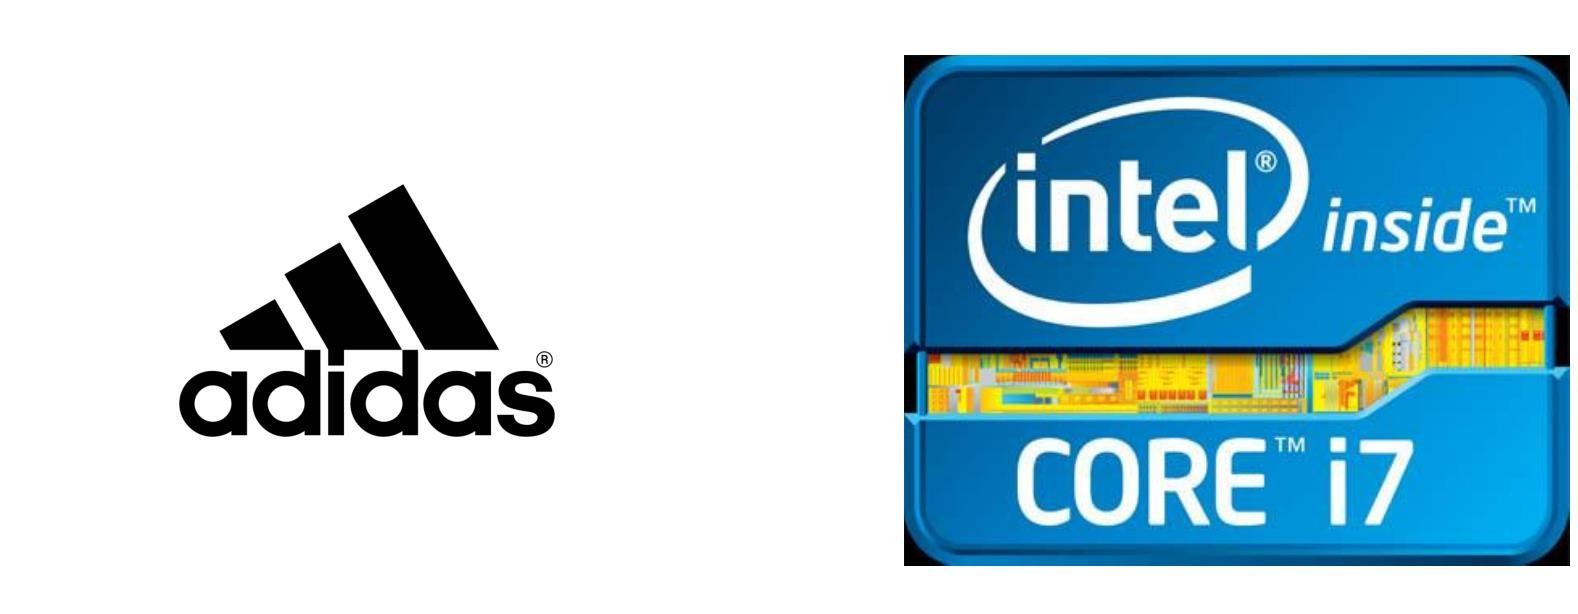 adidas®
intel® inside™
CORE™ i7